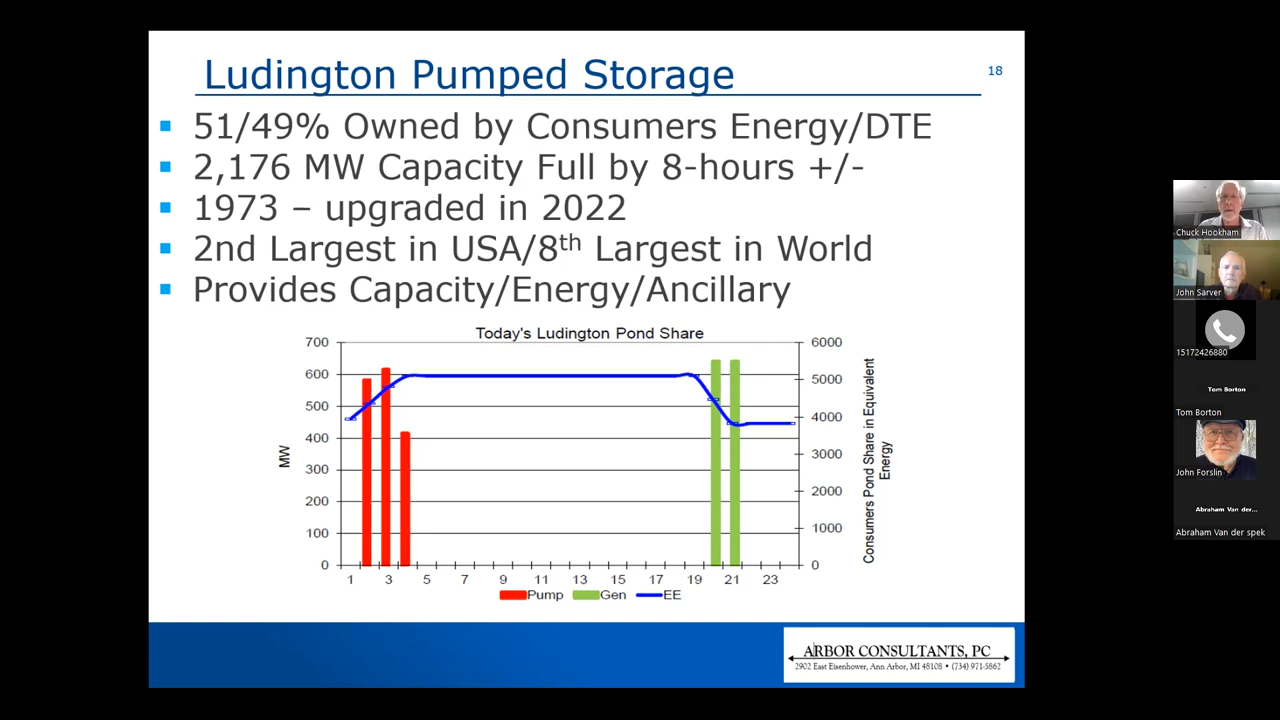 Ludington Pumped Storage
18
51/49% Owned by Consumers Energy/DTE
2,176 MW Capacity Full by 8-hours +/-
1973 – upgraded in 2022
2nd Largest in USA/8th Largest in World
Provides Capacity/Energy/Ancillary
Today's Ludington Pond Share
700
600
500
400
300
200
100
0
MW
6000
5000
4000
3000
2000
1000
0
Consumers Pond Share in Equivalent
Energy
1 3 5 7 9 11 13 15 17 19 21 23
Pump Gen EE
ARBOR CONSULTANTS, PC
2902 East Eisenhower, Ann Arbor, MI 48108 • (734) 971-5862
Chuck Hookham
John Sarver
15172426880
Tom Borton
Tom Borton
John Forslin
Abraham Van der...
Abraham Van der spek